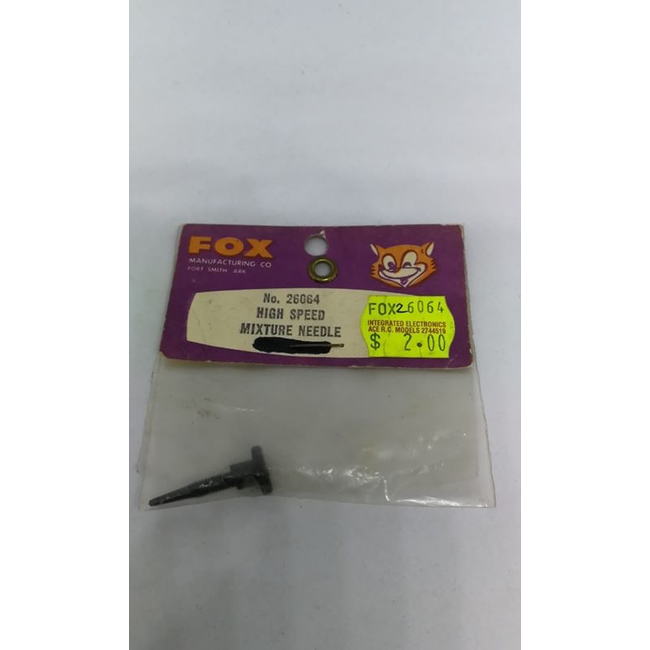 FOX
MANUFACTURING CO
FORT SMITH ARK
No. 26064
HIGH SPEED
MIXTURE NEEDLE
FOX26064
INTEGRATED ELECTRONICS
ACE R.C. MODELS 2744519
$ 2.00